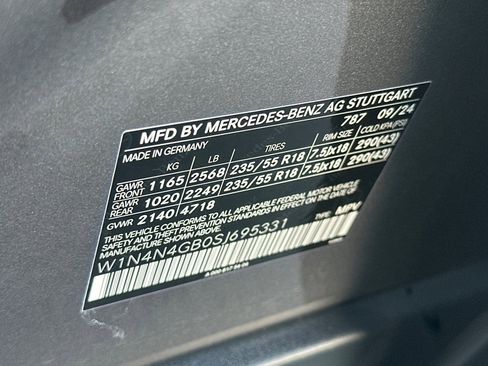 MFD BY MERCEDES-BENZ AG STUTTGART
MADE IN GERMANY 787 09/24
KG LB TIRES RIM SIZE COLD KPA(PSI)
GAWR FRONT 1165 2568 235/55 R18 7.5Jx18 290(43)
GAWR REAR 1020 2249 235/55 R18 7.5Jx18 290(43)
GVWR 2140 4718
THIS VEHICLE CONFORMS TO ALL APPLICABLE FEDERAL MOTOR VEHICLE
SAFETY AND THEFT PREVENTION STANDARDS IN EFFECT ON THE DATE OF
MANUFACTURE SHOWN ABOVE.
W1N4N4GB0SJ695331 TYPE: MPV